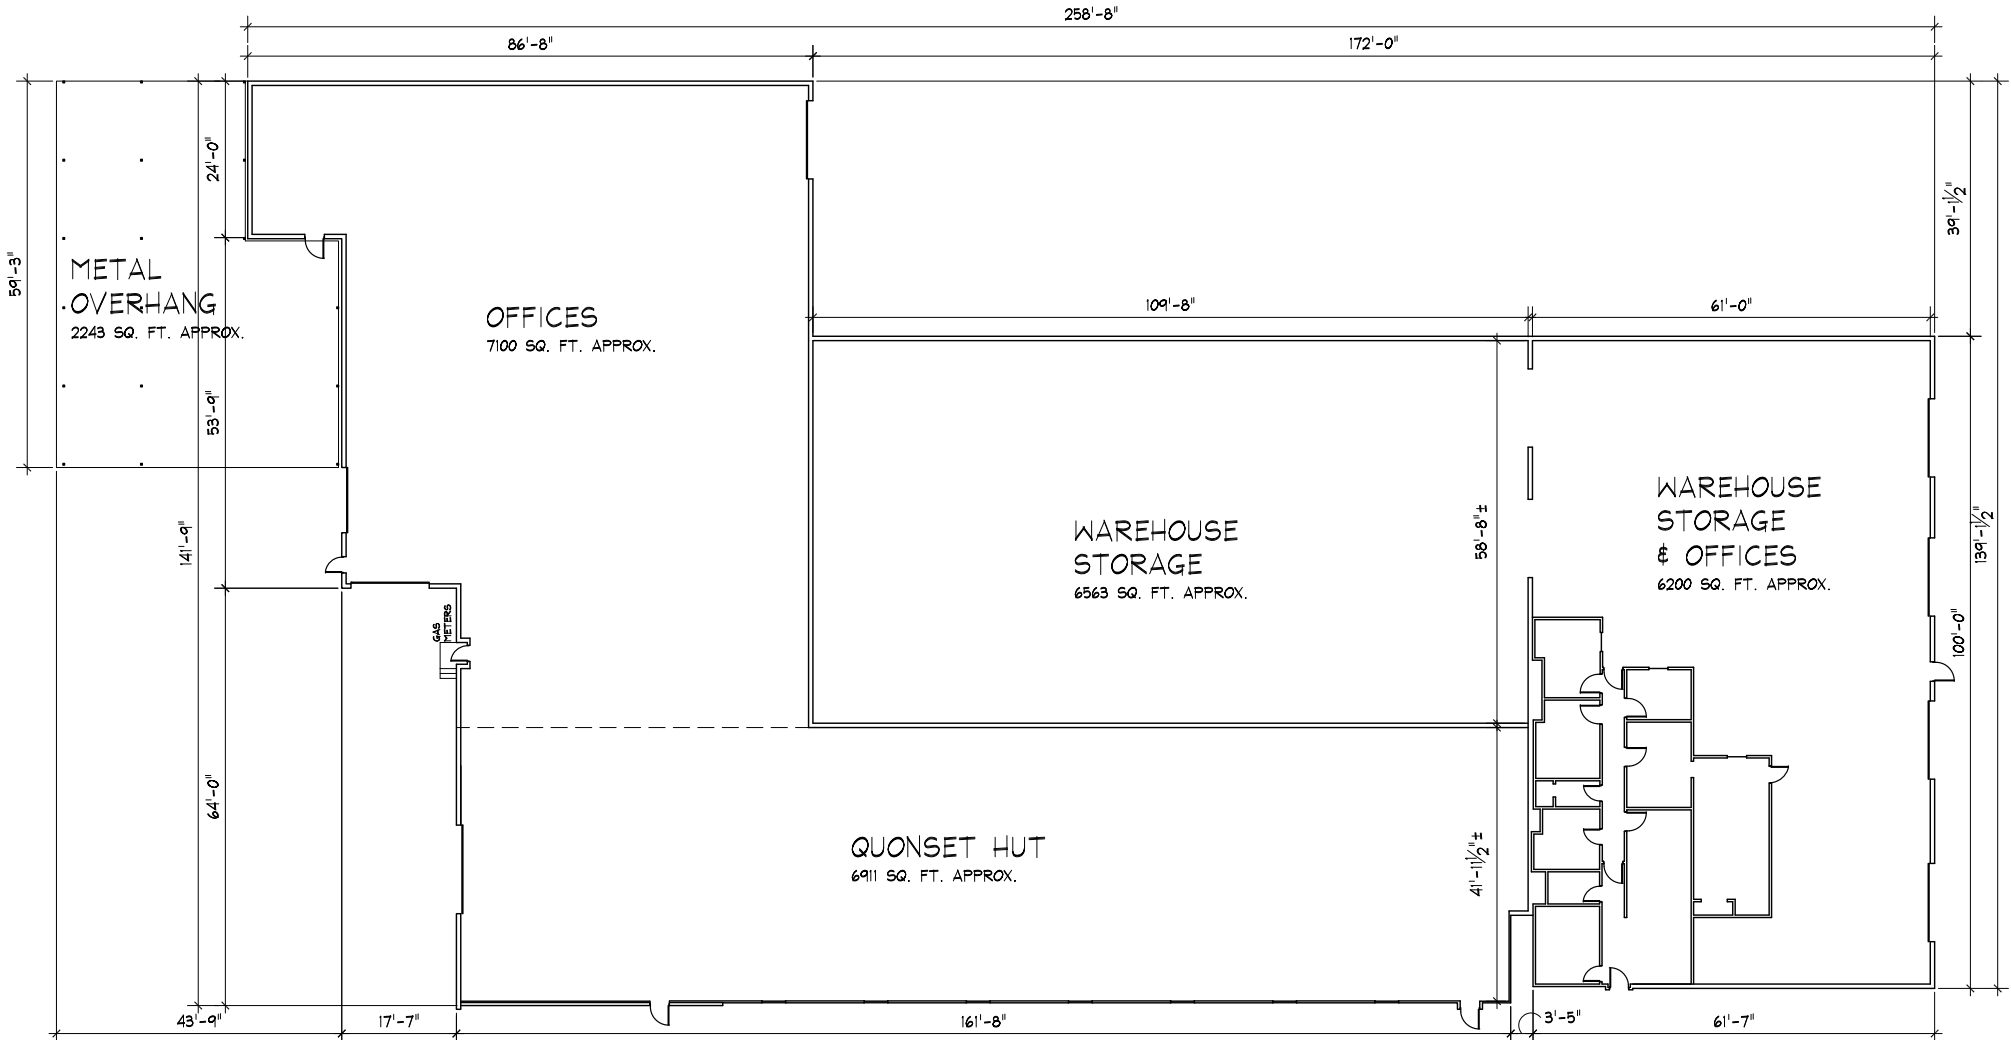 258'-8"
86'-8"
172'-0"
24'-0"
39'-1½"
59'-3"
METAL
OVERHANG
2243 SQ. FT. APPROX.
OFFICES
7100 SQ. FT. APPROX.
109'-8"
61'-0"
53'-9"
141'-9"
WAREHOUSE
STORAGE
6563 SQ. FT. APPROX.
58'-8"±
WAREHOUSE
STORAGE
& OFFICES
6200 SQ. FT. APPROX.
139'-1½"
100'-0"
GAS
METERS
64'-0"
QUONSET HUT
6911 SQ. FT. APPROX.
41'-11½"±
43'-9"
17'-7"
161'-8"
3'-5"
61'-7"